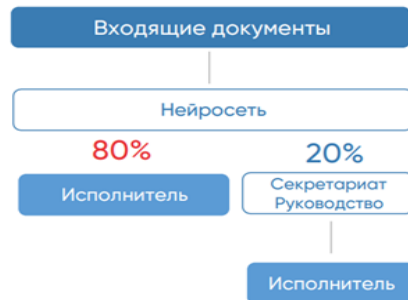 Входящие документы
Нейросеть
80%
20%
Исполнитель
Секретариат
Руководство
Исполнитель